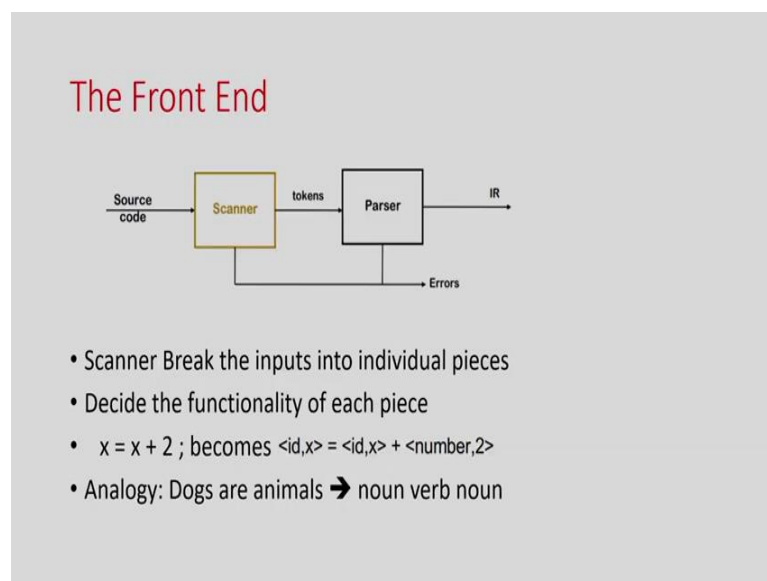 The Front End
Source
code
Scanner
tokens
Parser
IR
Errors
• Scanner Break the inputs into individual pieces
• Decide the functionality of each piece
• x = x + 2 ; becomes <id,x> = <id,x> + <number,2>
• Analogy: Dogs are animals ➔ noun verb noun